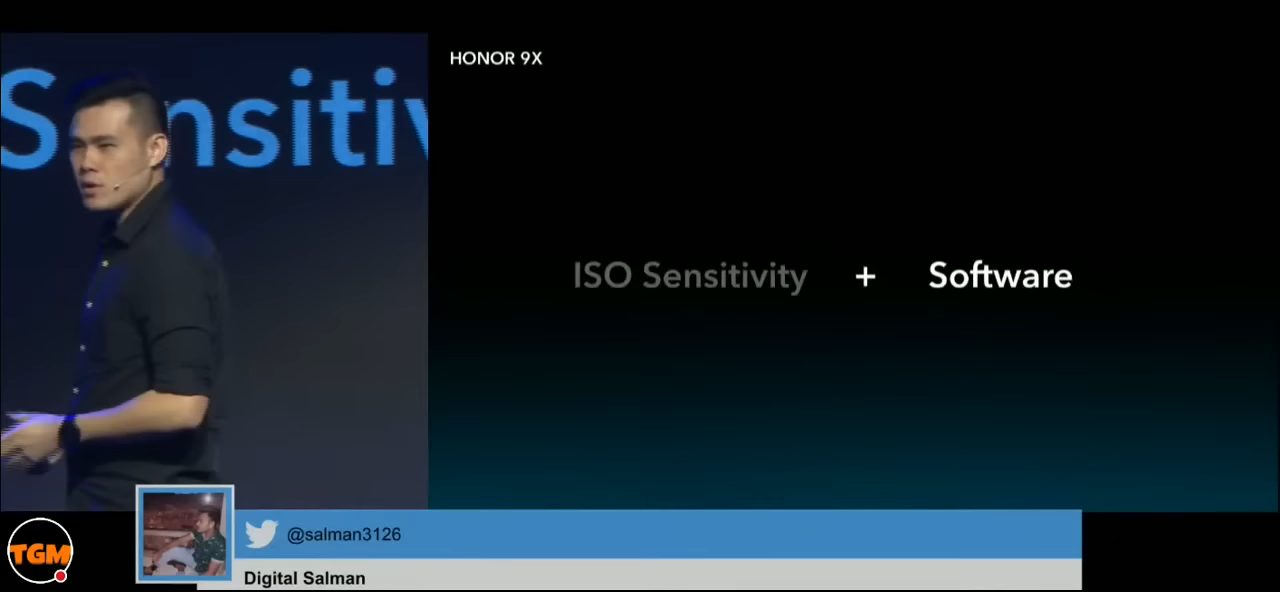 Sensitiv
HONOR 9X
ISO Sensitivity + Software
TGM
@salman3126
Digital Salman